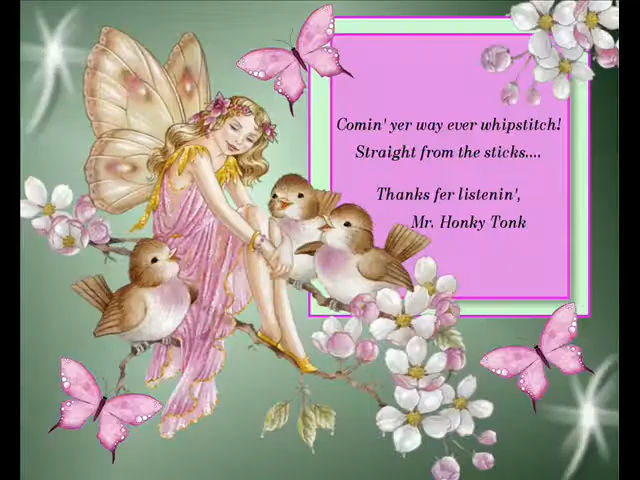 Comin' yer way ever whipstitch!
Straight from the sticks....
Thanks fer listenin',
Mr. Honky Tonk